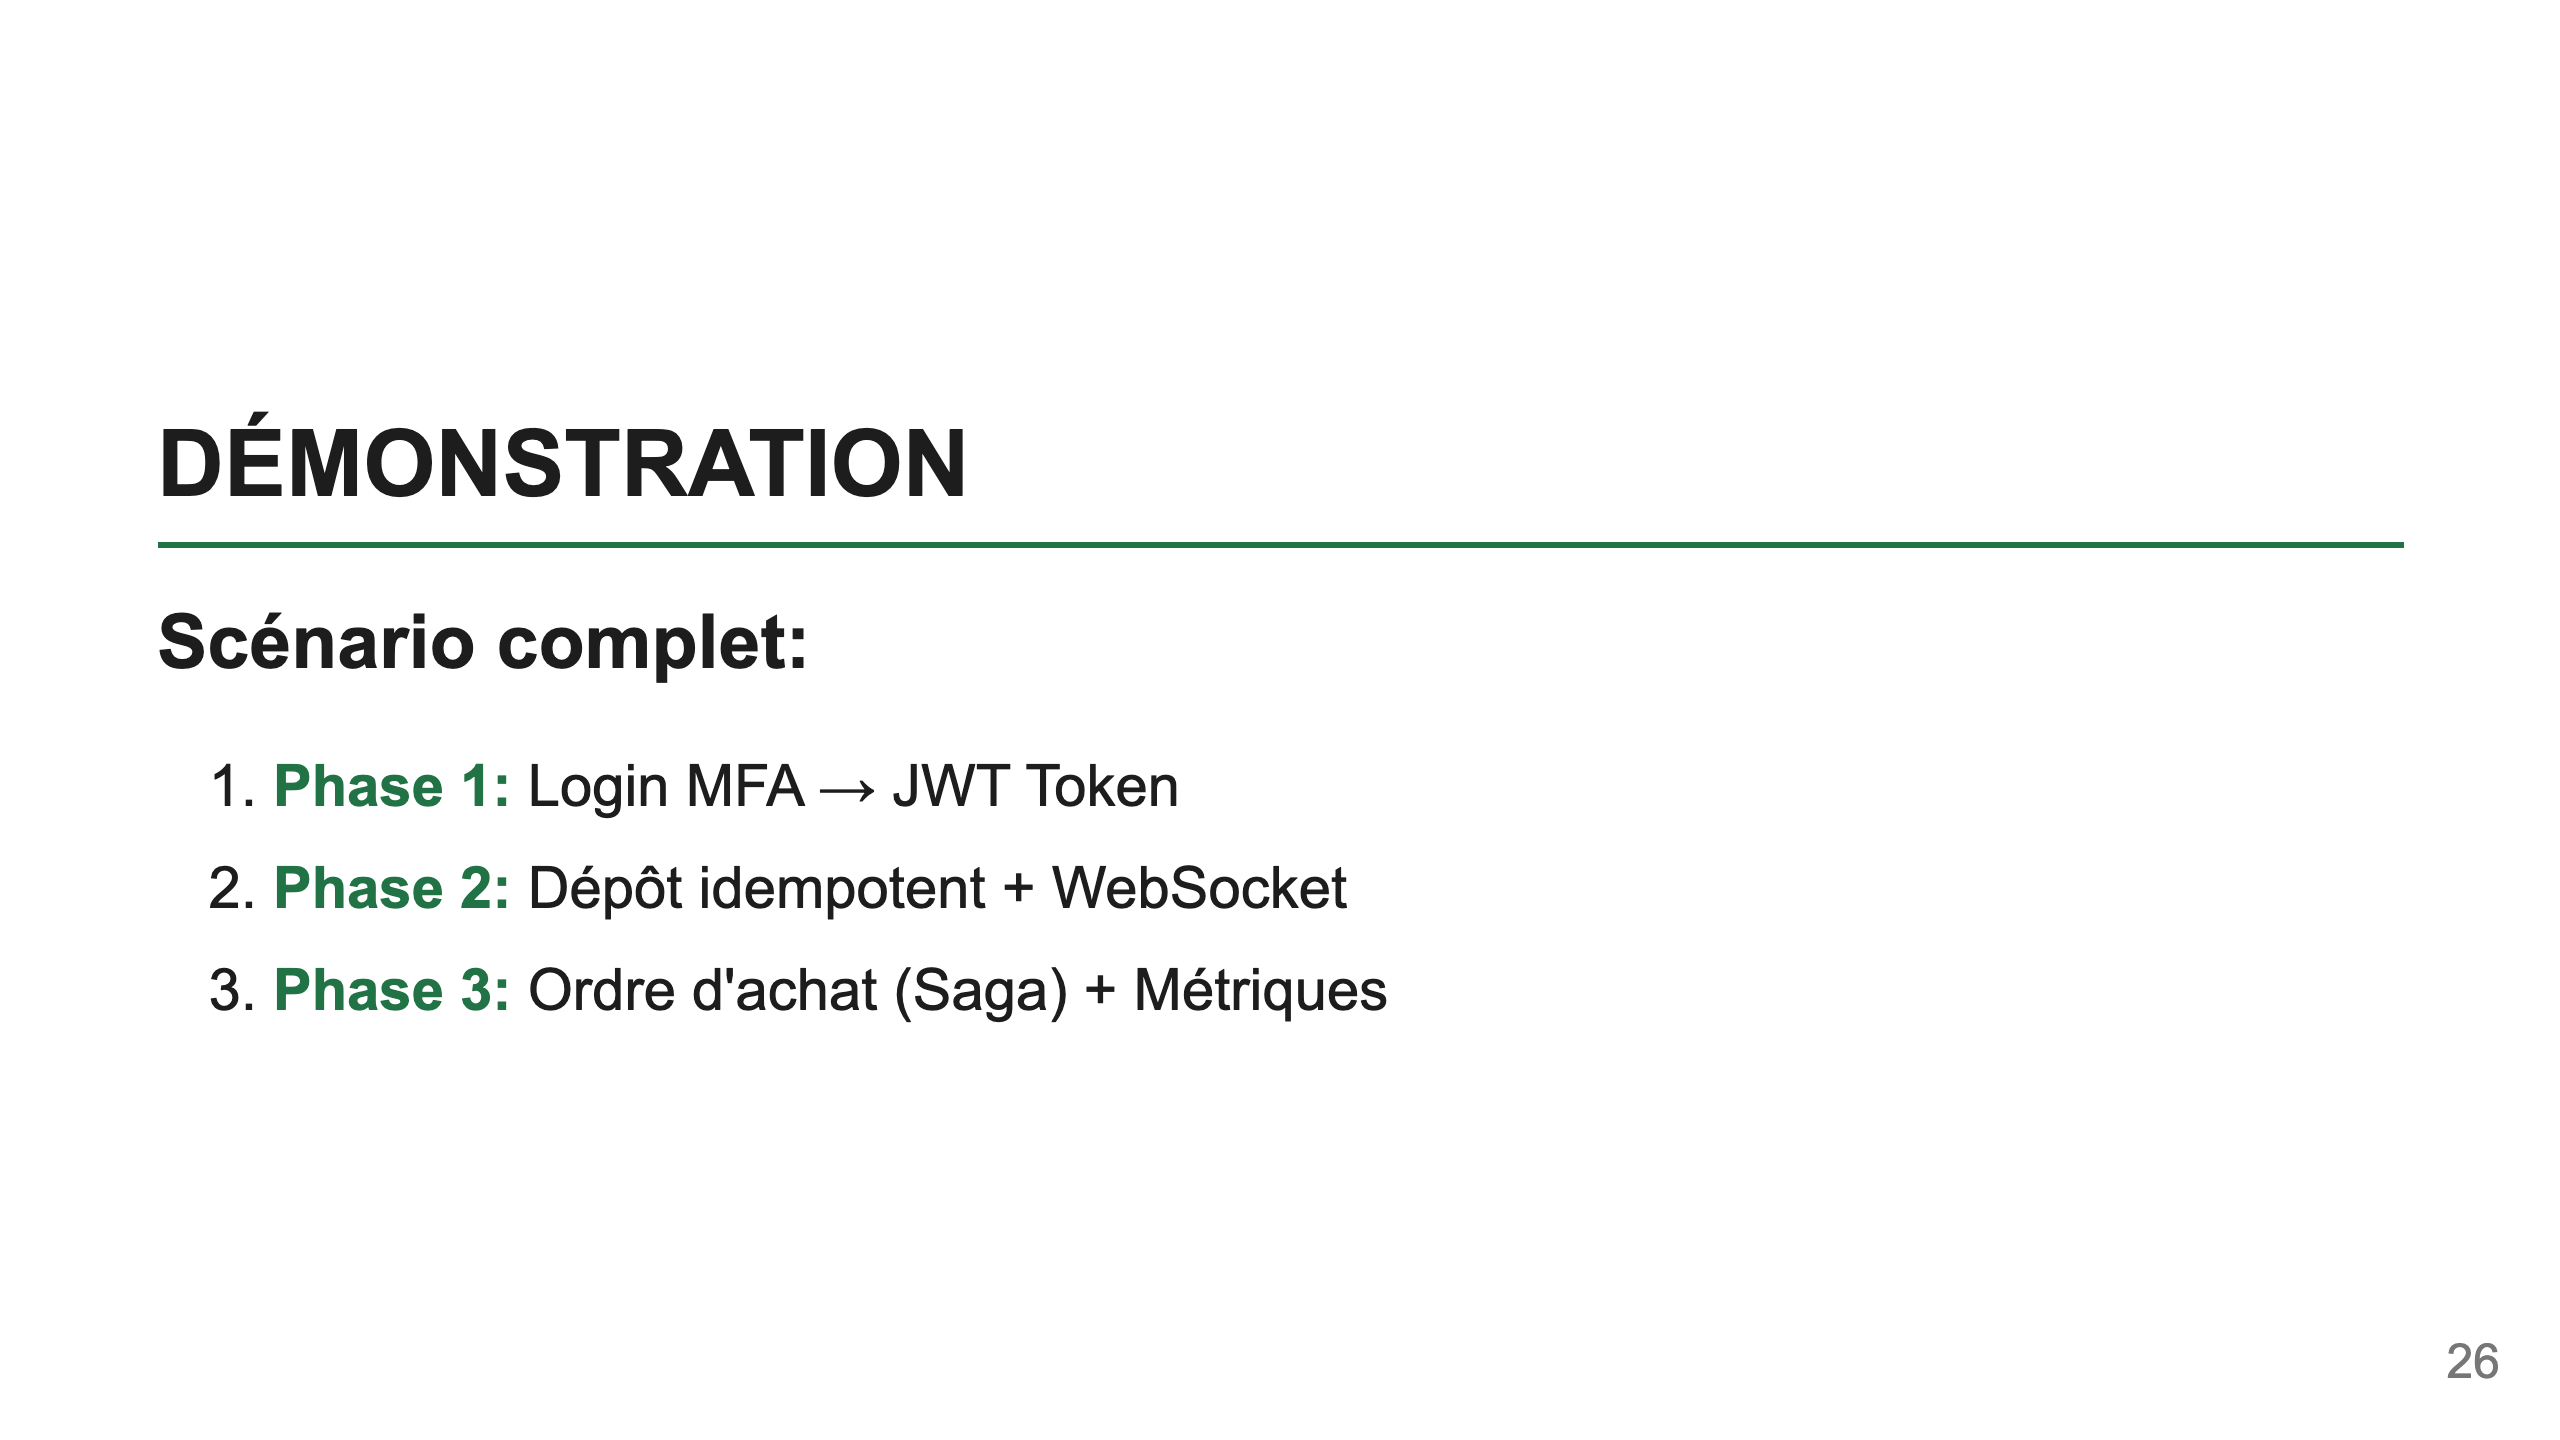 DÉMONSTRATION
Scénario complet:
1. Phase 1: Login MFA → JWT Token
2. Phase 2: Dépôt idempotent + WebSocket
3. Phase 3: Ordre d'achat (Saga) + Métriques
26